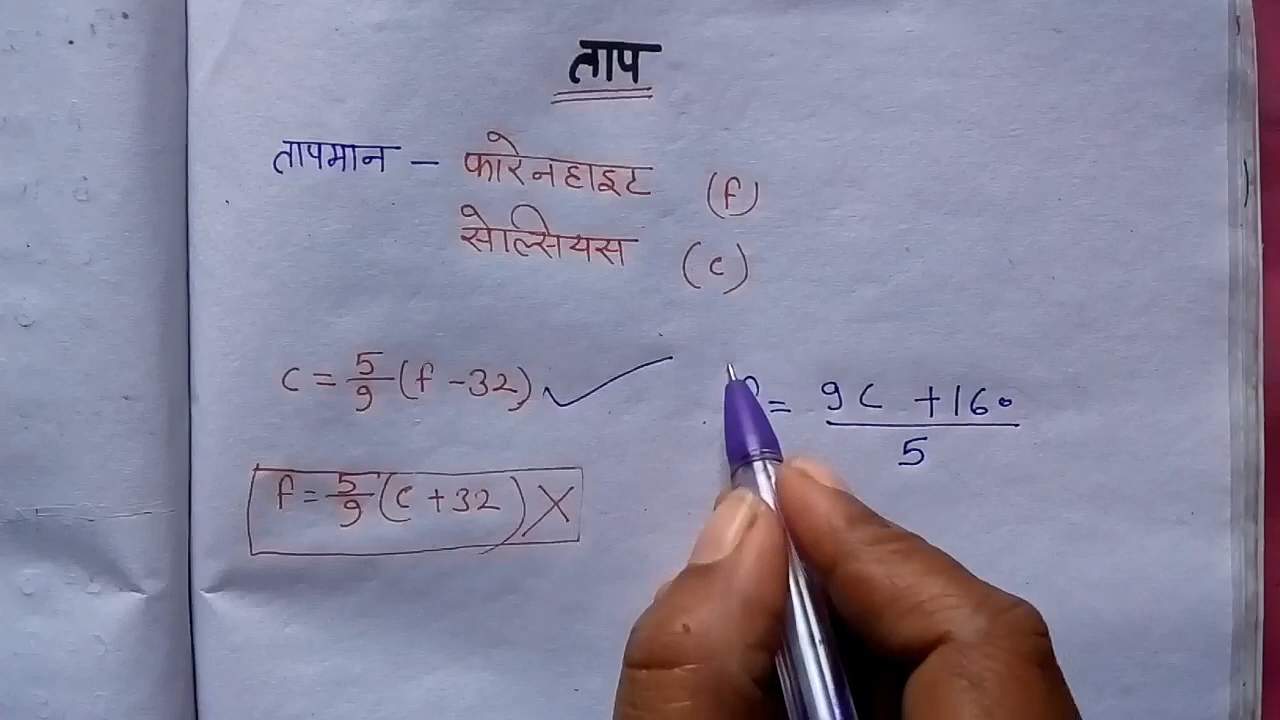 ताप
तापमान - फारेनहाइट (f)
सेल्सियस (c)
c = 5/9 (f - 32) ✓
= 9c + 160 / 5
f = 5/9 (c + 32) X